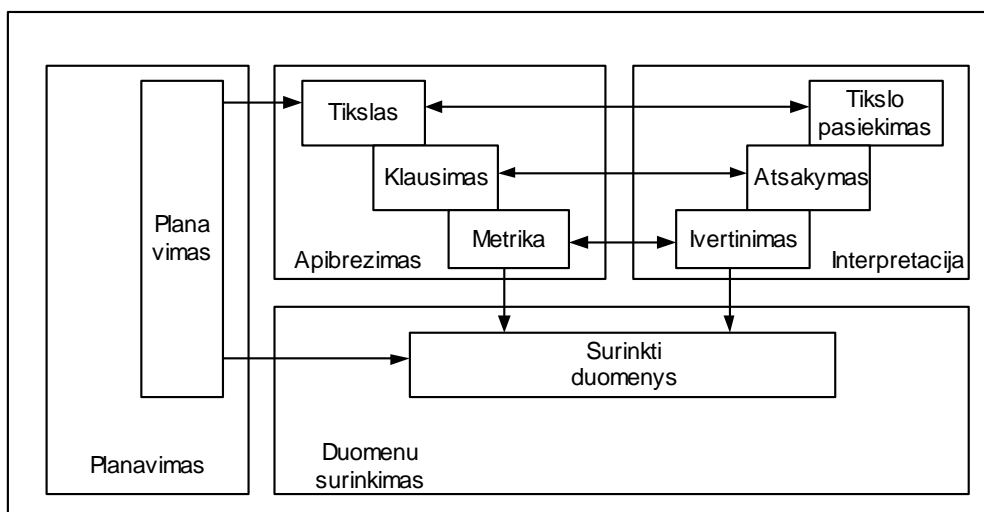 Tikslas
Tikslo
pasiekimas
Klausimas
Atsakymas
Plana
vimas
Metrika
Ivertinimas
Apibrezimas
Interpretacija
Surinkti
duomenys
Planavimas
Duomenu
surinkimas